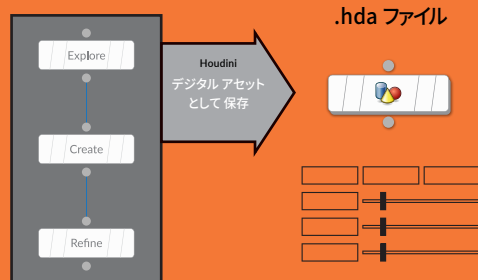 .hda ファイル
Explore
Houdini
デジタル アセット
として 保存
Create
Refine